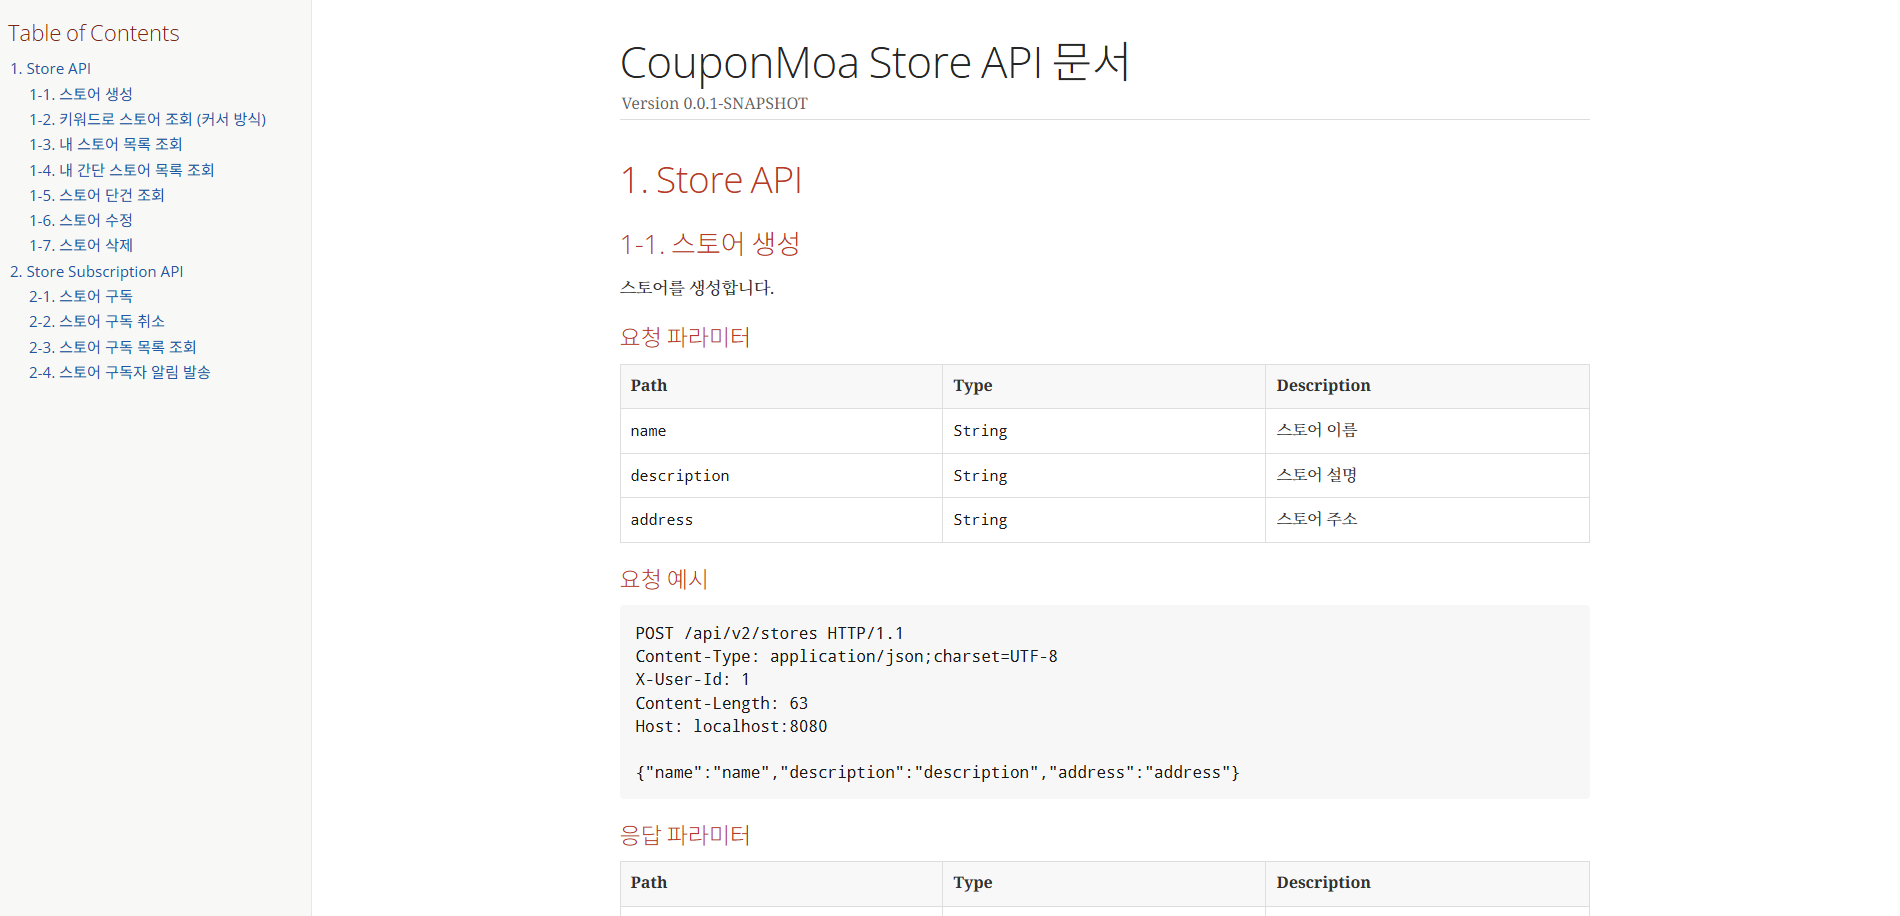 Table of Contents
1. Store API
1-1. 스토어 생성
1-2. 키워드로 스토어 조회 (커서 방식)
1-3. 내 스토어 목록 조회
1-4. 내 간단 스토어 목록 조회
1-5. 스토어 단건 조회
1-6. 스토어 수정
1-7. 스토어 삭제
2. Store Subscription API
2-1. 스토어 구독
2-2. 스토어 구독 취소
2-3. 스토어 구독 목록 조회
2-4. 스토어 구독자 알림 발송
CouponMoa Store API 문서
Version 0.0.1-SNAPSHOT
1. Store API
1-1. 스토어 생성
스토어를 생성합니다.
요청 파라미터
Path Type Description
name String 스토어 이름
description String 스토어 설명
address String 스토어 주소
요청 예시
POST /api/v2/stores HTTP/1.1
Content-Type: application/json;charset=UTF-8
X-User-Id: 1
Content-Length: 63
Host: localhost:8080
{"name":"name","description":"description","address":"address"}
응답 파라미터
Path Type Description